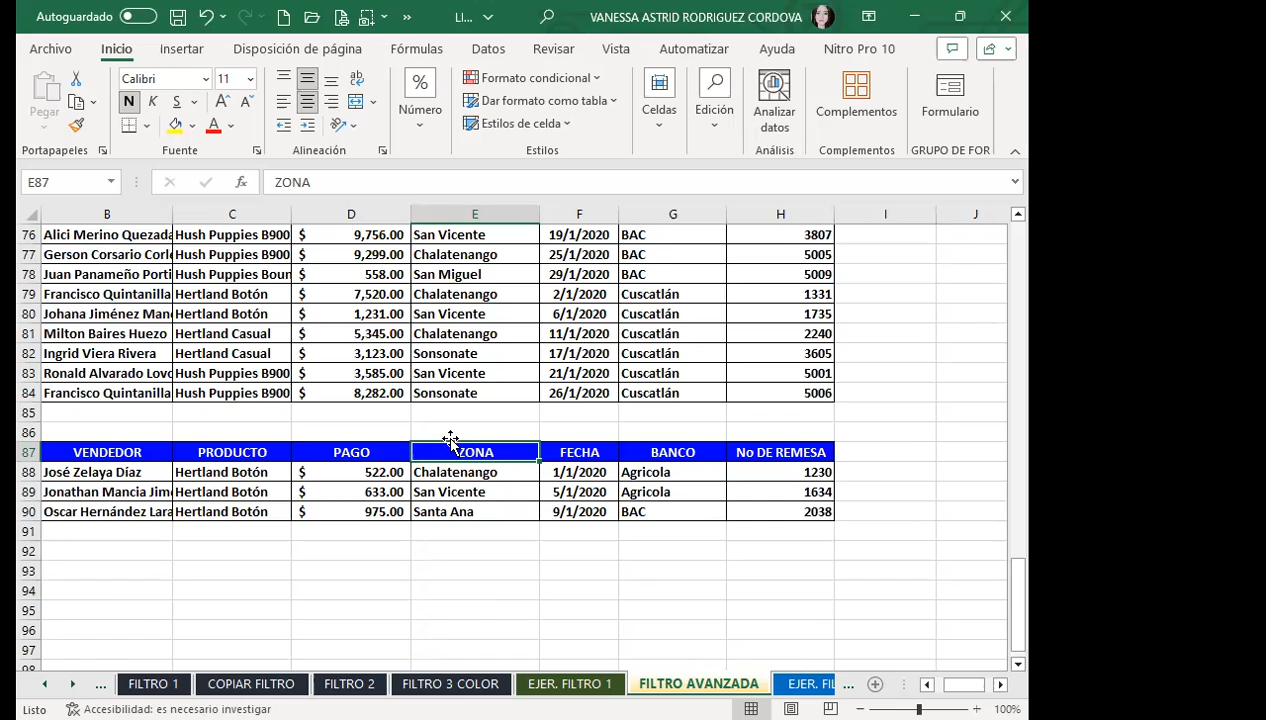 Autoguardado LI... VANESSA ASTRID RODRIGUEZ CORDOVA
Archivo Inicio Insertar Disposición de página Fórmulas Datos Revisar Vista Automatizar Ayuda Nitro Pro 10
Pegar Calibri 11 N K S A A A ab % Número Formato condicional Dar formato como tabla Estilos de celda Celdas Edición Analizar datos Complementos Formulario
Portapapeles Fuente Alineación Estilos Análisis Complementos GRUPO DE FOR
E87 fx ZONA
B C D E F G H I J
76 Alici Merino Quezada Hush Puppies B900 $ 9,756.00 San Vicente 19/1/2020 BAC 3807
77 Gerson Corsario Corl Hush Puppies B900 $ 9,299.00 Chalatenango 25/1/2020 BAC 5005
78 Juan Panameño Porti Hush Puppies Boun $ 558.00 San Miguel 29/1/2020 BAC 5009
79 Francisco Quintanilla Hertland Botón $ 7,520.00 Chalatenango 2/1/2020 Cuscatlán 1331
80 Johana Jiménez Man Hertland Botón $ 1,231.00 San Vicente 6/1/2020 Cuscatlán 1735
81 Milton Baires Huezo Hertland Casual $ 5,345.00 Chalatenango 11/1/2020 Cuscatlán 2240
82 Ingrid Viera Rivera Hertland Casual $ 3,123.00 Sonsonate 17/1/2020 Cuscatlán 3605
83 Ronald Alvarado Lovo Hush Puppies B900 $ 3,585.00 San Vicente 21/1/2020 Cuscatlán 5001
84 Francisco Quintanilla Hush Puppies B900 $ 8,282.00 Sonsonate 26/1/2020 Cuscatlán 5006
85
86
87 VENDEDOR PRODUCTO PAGO ZONA FECHA BANCO No DE REMESA
88 José Zelaya Díaz Hertland Botón $ 522.00 Chalatenango 1/1/2020 Agricola 1230
89 Jonathan Mancia Jim Hertland Botón $ 633.00 San Vicente 5/1/2020 Agricola 1634
90 Oscar Hernández Lara Hertland Botón $ 975.00 Santa Ana 9/1/2020 BAC 2038
91
92
93
94
95
96
97
98
... FILTRO 1 COPIAR FILTRO FILTRO 2 FILTRO 3 COLOR EJER. FILTRO 1 FILTRO AVANZADA EJER. FIL ...
Listo Accesibilidad: es necesario investigar 100%